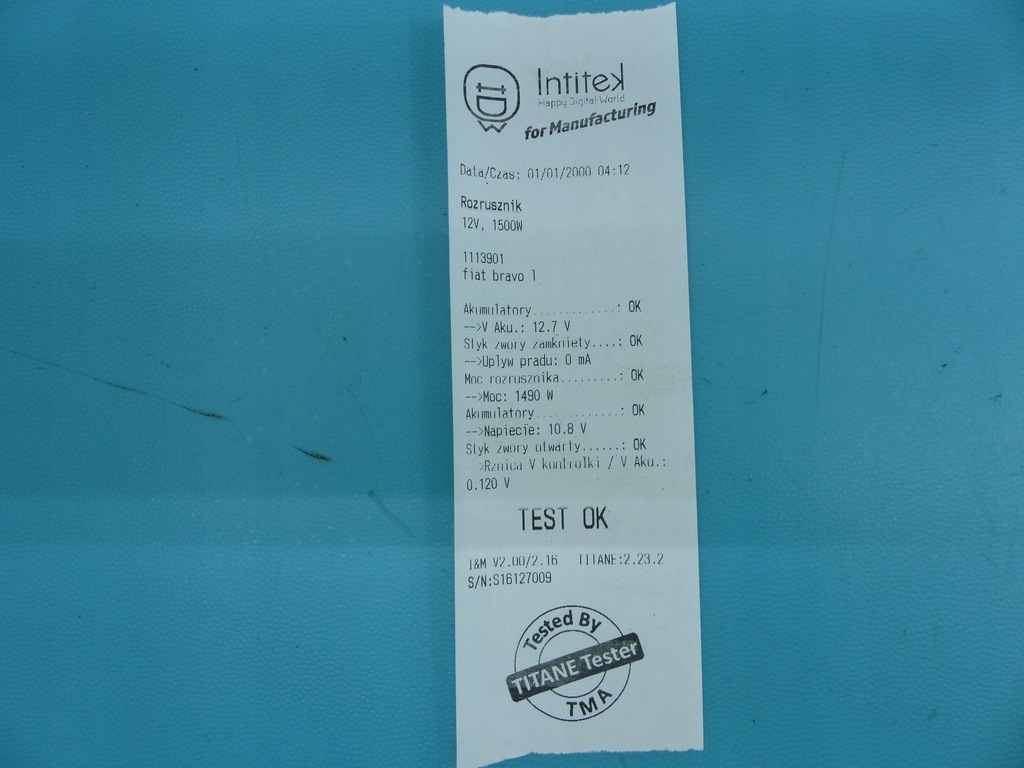 Intitek
Happy Digital World
for Manufacturing
Data/Czas: 01/01/2000 04:12
Rozrusznik
12V, 1500W
1113901
fiat bravo 1
Akumulatory.............: OK
-->V Aku.: 12.7 V
Styk zwory zamkniety....: OK
-->Uplyw pradu: 0 mA
Moc rozrusznika.........: OK
-->Moc: 1490 W
Akumulatory.............: OK
-->Napiecie: 10.8 V
Styk zwory otwarty......: OK
-->Rznica V kontrolki / V Aku.:
0.120 V
TEST OK
I&M V2.00/2.16 TITANE:2.23.2
S/N:S16127009
Tested By
TITANE Tester
TMA